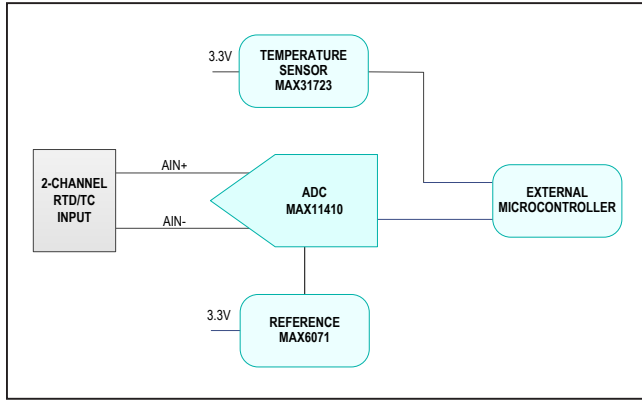 3.3V
TEMPERATURE
SENSOR
MAX31723
2-CHANNEL
RTD/TC
INPUT
AIN+
AIN-
ADC
MAX11410
EXTERNAL
MICROCONTROLLER
3.3V
REFERENCE
MAX6071